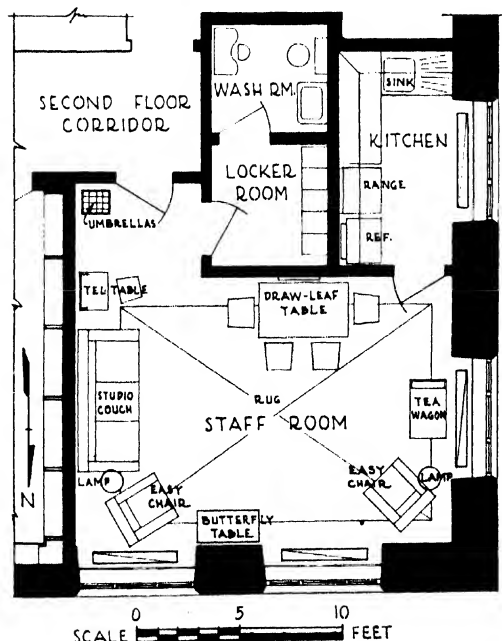 SECOND FLOOR
CORRIDOR
WASH RM.
SINK
KITCHEN
LOCKER
ROOM
RANGE
REF.
UMBRELLAS
TEL TABLE
DRAW-LEAF
TABLE
STUDIO
COUCH
RUG
STAFF ROOM
TEA
WAGON
LAMP
EASY
CHAIR
EASY
CHAIR
LAMP
BUTTERFLY
TABLE
N
0 5 10
SCALE FEET